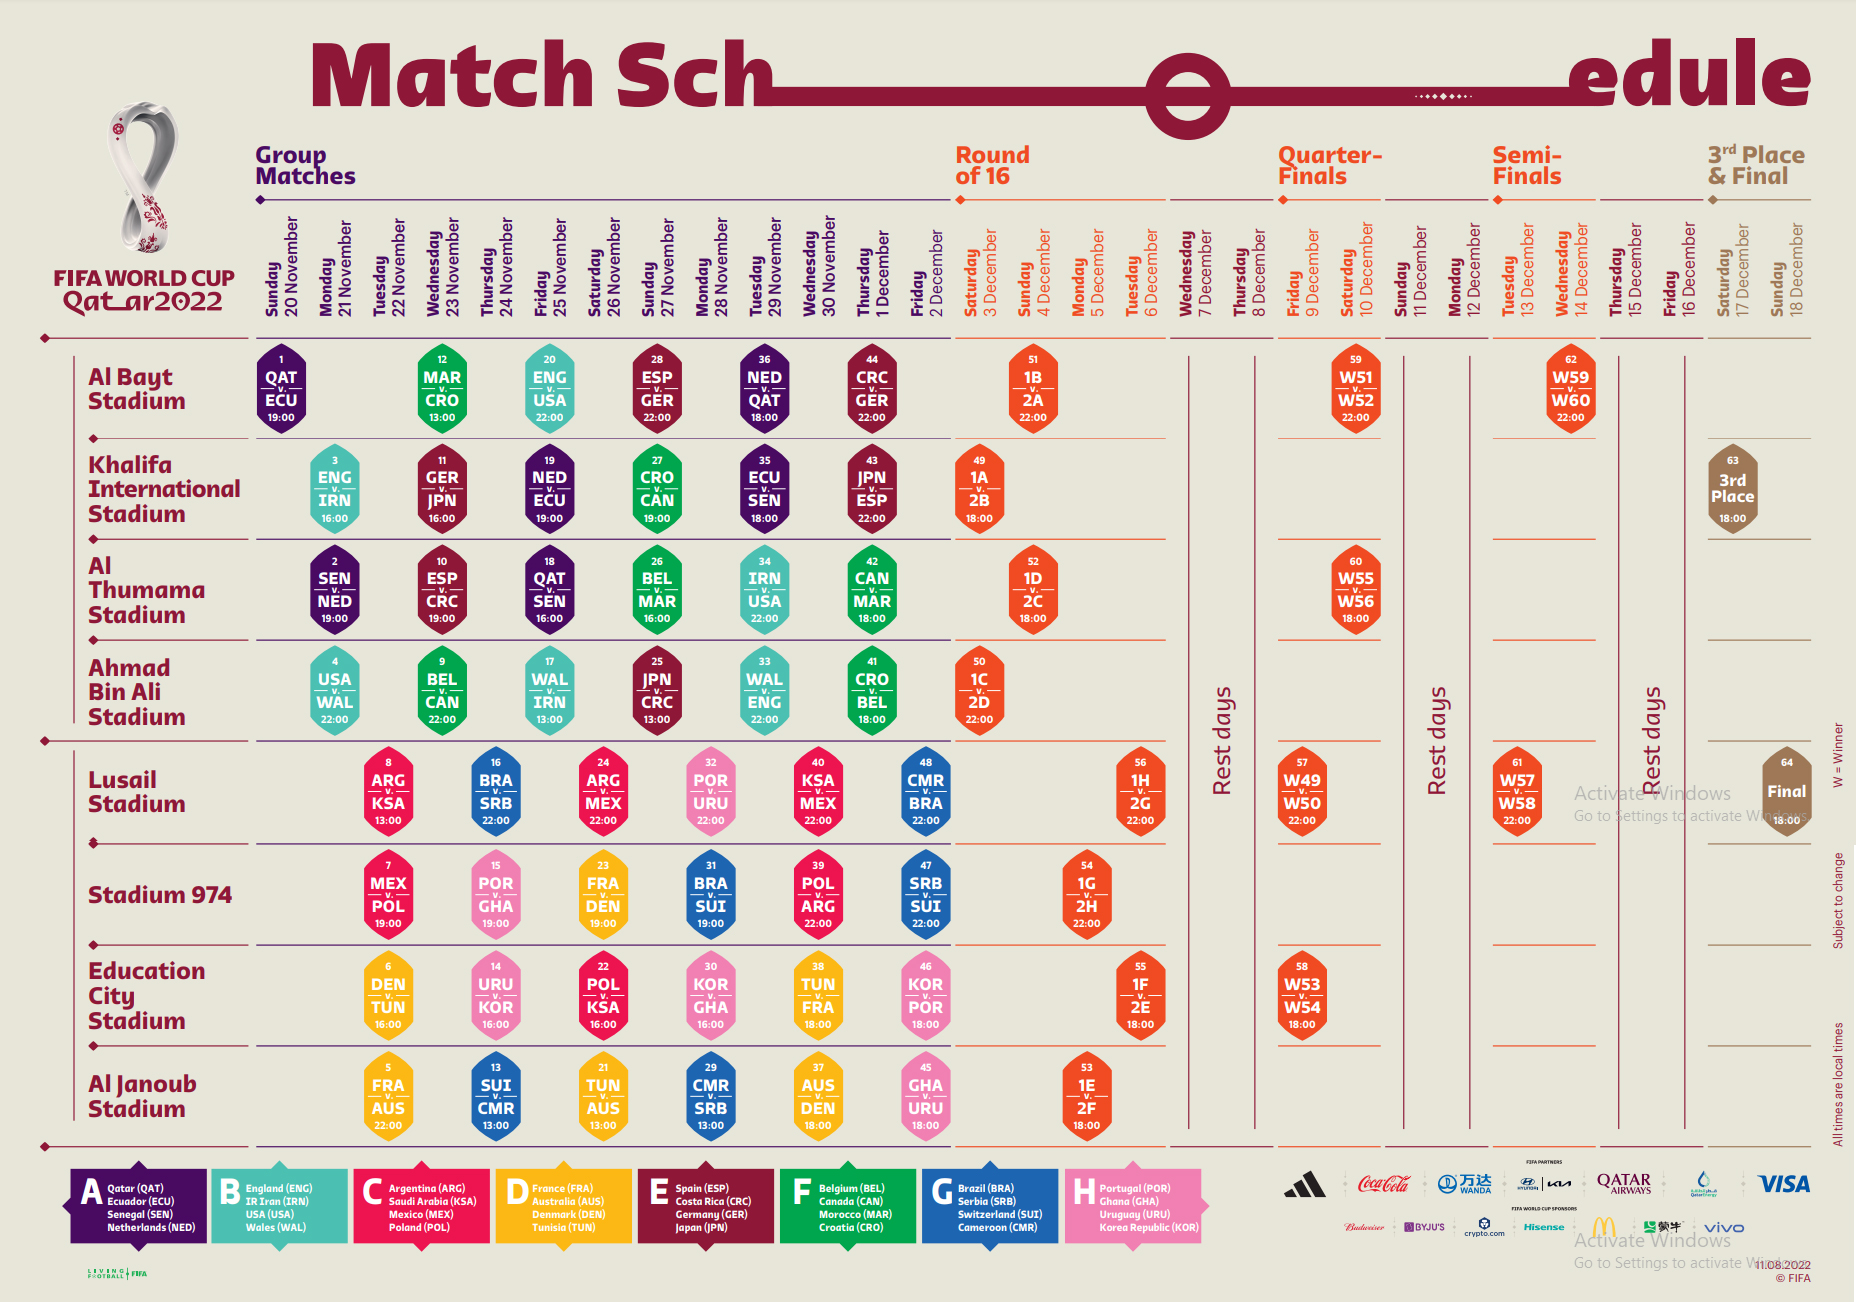 Match Schedule
FIFA WORLD CUP
Qatar2022
Group
Matches
Round
of 16
Quarter-
Finals
Semi-
Finals
3rd Place
& Final
Sunday
20 November
Monday
21 November
Tuesday
22 November
Wednesday
23 November
Thursday
24 November
Friday
25 November
Saturday
26 November
Sunday
27 November
Monday
28 November
Tuesday
29 November
Wednesday
30 November
Thursday
1 December
Friday
2 December
Saturday
3 December
Sunday
4 December
Monday
5 December
Tuesday
6 December
Wednesday
7 December
Thursday
8 December
Friday
9 December
Saturday
10 December
Sunday
11 December
Monday
12 December
Tuesday
13 December
Wednesday
14 December
Thursday
15 December
Friday
16 December
Saturday
17 December
Sunday
18 December
Al Bayt
Stadium
1
QAT
v.
ECU
19:00
12
MAR
v.
CRO
13:00
20
ENG
v.
USA
22:00
28
ESP
v.
GER
22:00
36
NED
v.
QAT
18:00
44
CRC
v.
GER
22:00
51
1B
v.
2A
22:00
59
W51
v.
W52
22:00
62
W59
v.
W60
22:00
Khalifa
International
Stadium
3
ENG
v.
IRN
16:00
11
GER
v.
JPN
16:00
19
NED
v.
ECU
19:00
27
CRO
v.
CAN
19:00
35
ECU
v.
SEN
18:00
43
JPN
v.
ESP
22:00
49
1A
v.
2B
18:00
63
3rd
Place
18:00
Al
Thumama
Stadium
2
SEN
v.
NED
19:00
10
ESP
v.
CRC
19:00
18
QAT
v.
SEN
16:00
26
BEL
v.
MAR
16:00
34
IRN
v.
USA
22:00
42
CAN
v.
MAR
18:00
52
1D
v.
2C
18:00
60
W55
v.
W56
18:00
Ahmad
Bin Ali
Stadium
4
USA
v.
WAL
22:00
9
BEL
v.
CAN
22:00
17
WAL
v.
IRN
13:00
25
JPN
v.
CRC
13:00
33
WAL
v.
ENG
22:00
41
CRO
v.
BEL
18:00
50
1C
v.
2D
22:00
Rest days
Rest days
Rest days
Lusail
Stadium
8
ARG
v.
KSA
13:00
16
BRA
v.
SRB
22:00
24
ARG
v.
MEX
22:00
32
POR
v.
URU
22:00
40
KSA
v.
MEX
22:00
48
CMR
v.
BRA
22:00
56
1H
v.
2G
22:00
57
W49
v.
W50
22:00
61
W57
v.
W58
22:00
64
Final
18:00
Activate Windows
Go to Settings to activate Windows.
Stadium 974
7
MEX
v.
POL
19:00
15
POR
v.
GHA
19:00
23
FRA
v.
DEN
19:00
31
BRA
v.
SUI
19:00
39
POL
v.
ARG
22:00
47
SRB
v.
SUI
22:00
54
1G
v.
2H
22:00
Education
City
Stadium
6
DEN
v.
TUN
16:00
14
URU
v.
KOR
16:00
22
POL
v.
KSA
16:00
30
KOR
v.
GHA
16:00
38
TUN
v.
FRA
18:00
46
KOR
v.
POR
18:00
55
1F
v.
2E
18:00
58
W53
v.
W54
18:00
Al Janoub
Stadium
5
FRA
v.
AUS
22:00
13
SUI
v.
CMR
13:00
21
TUN
v.
AUS
13:00
29
CMR
v.
SRB
13:00
37
AUS
v.
DEN
18:00
45
GHA
v.
URU
18:00
53
1E
v.
2F
18:00
W = Winner
Subject to change
All times are local times
A
Qatar (QAT)
Ecuador (ECU)
Senegal (SEN)
Netherlands (NED)
B
England (ENG)
IR Iran (IRN)
USA (USA)
Wales (WAL)
C
Argentina (ARG)
Saudi Arabia (KSA)
Mexico (MEX)
Poland (POL)
D
France (FRA)
Australia (AUS)
Denmark (DEN)
Tunisia (TUN)
E
Spain (ESP)
Costa Rica (CRC)
Germany (GER)
Japan (JPN)
F
Belgium (BEL)
Canada (CAN)
Morocco (MAR)
Croatia (CRO)
G
Brazil (BRA)
Serbia (SRB)
Switzerland (SUI)
Cameroon (CMR)
H
Portugal (POR)
Ghana (GHA)
Uruguay (URU)
Korea Republic (KOR)
FIFA PARTNERS
Coca-Cola
万达
WANDA
HYUNDAI
KIA
QATAR
AIRWAYS
QatarEnergy
VISA
FIFA WORLD CUP SPONSORS
Budweiser
BYJU'S
crypto.com
Hisense
蒙牛
vivo
Activate Windows
Go to Settings to activate Windows.
LIVING
FOOTBALL
FIFA
11.08.2022
© FIFA